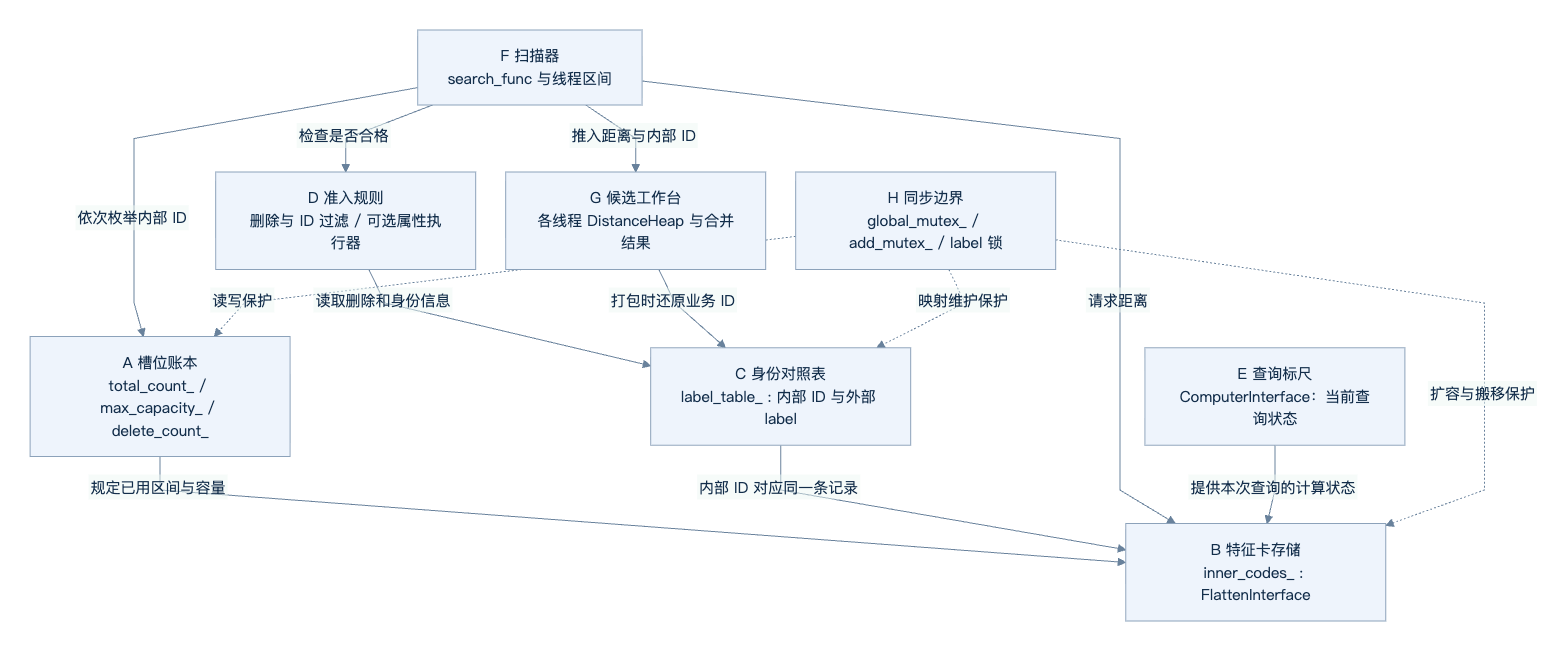 F 扫描器
search_func 与线程区间
检查是否合格
推入距离与内部 ID
依次枚举内部 ID
D 准入规则
删除与 ID 过滤 / 可选属性执
行器
G 候选工作台
各线程 DistanceHeap 与合并
结果
H 同步边界
global_mutex_ /
add_mutex_ / label 锁
读写保护
读取删除和身份信息
打包时还原业务 ID
映射维护保护
请求距离
A 槽位账本
total_count_ /
max_capacity_ /
delete_count_
C 身份对照表
label_table_：内部 ID 与外部
label
E 查询标尺
ComputerInterface：当前查
询状态
扩容与搬移保护
规定已用区间与容量
内部 ID 对应同一条记录
提供本次查询的计算状态
B 特征卡存储
inner_codes_：
FlattenInterface